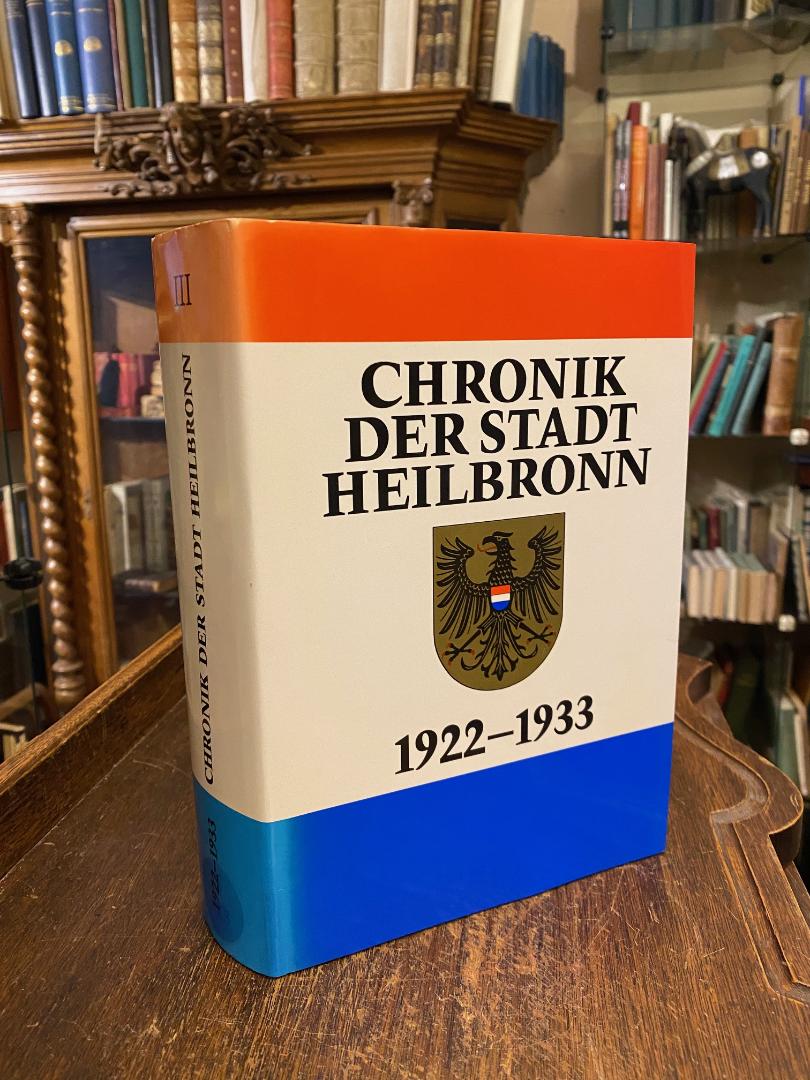 III
CHRONIK DER STADT HEILBRONN
1922–1933
CHRONIK
DER STADT
HEILBRONN
1922–1933